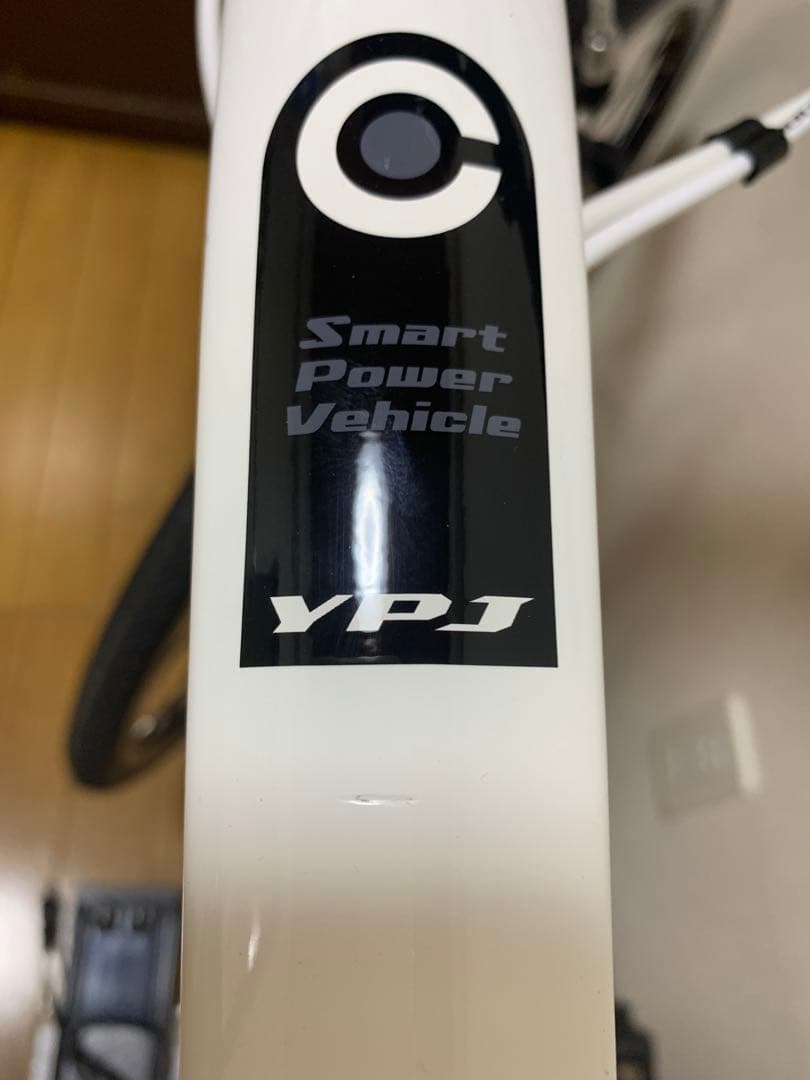 C
Smart
Power
Vehicle
YPJ